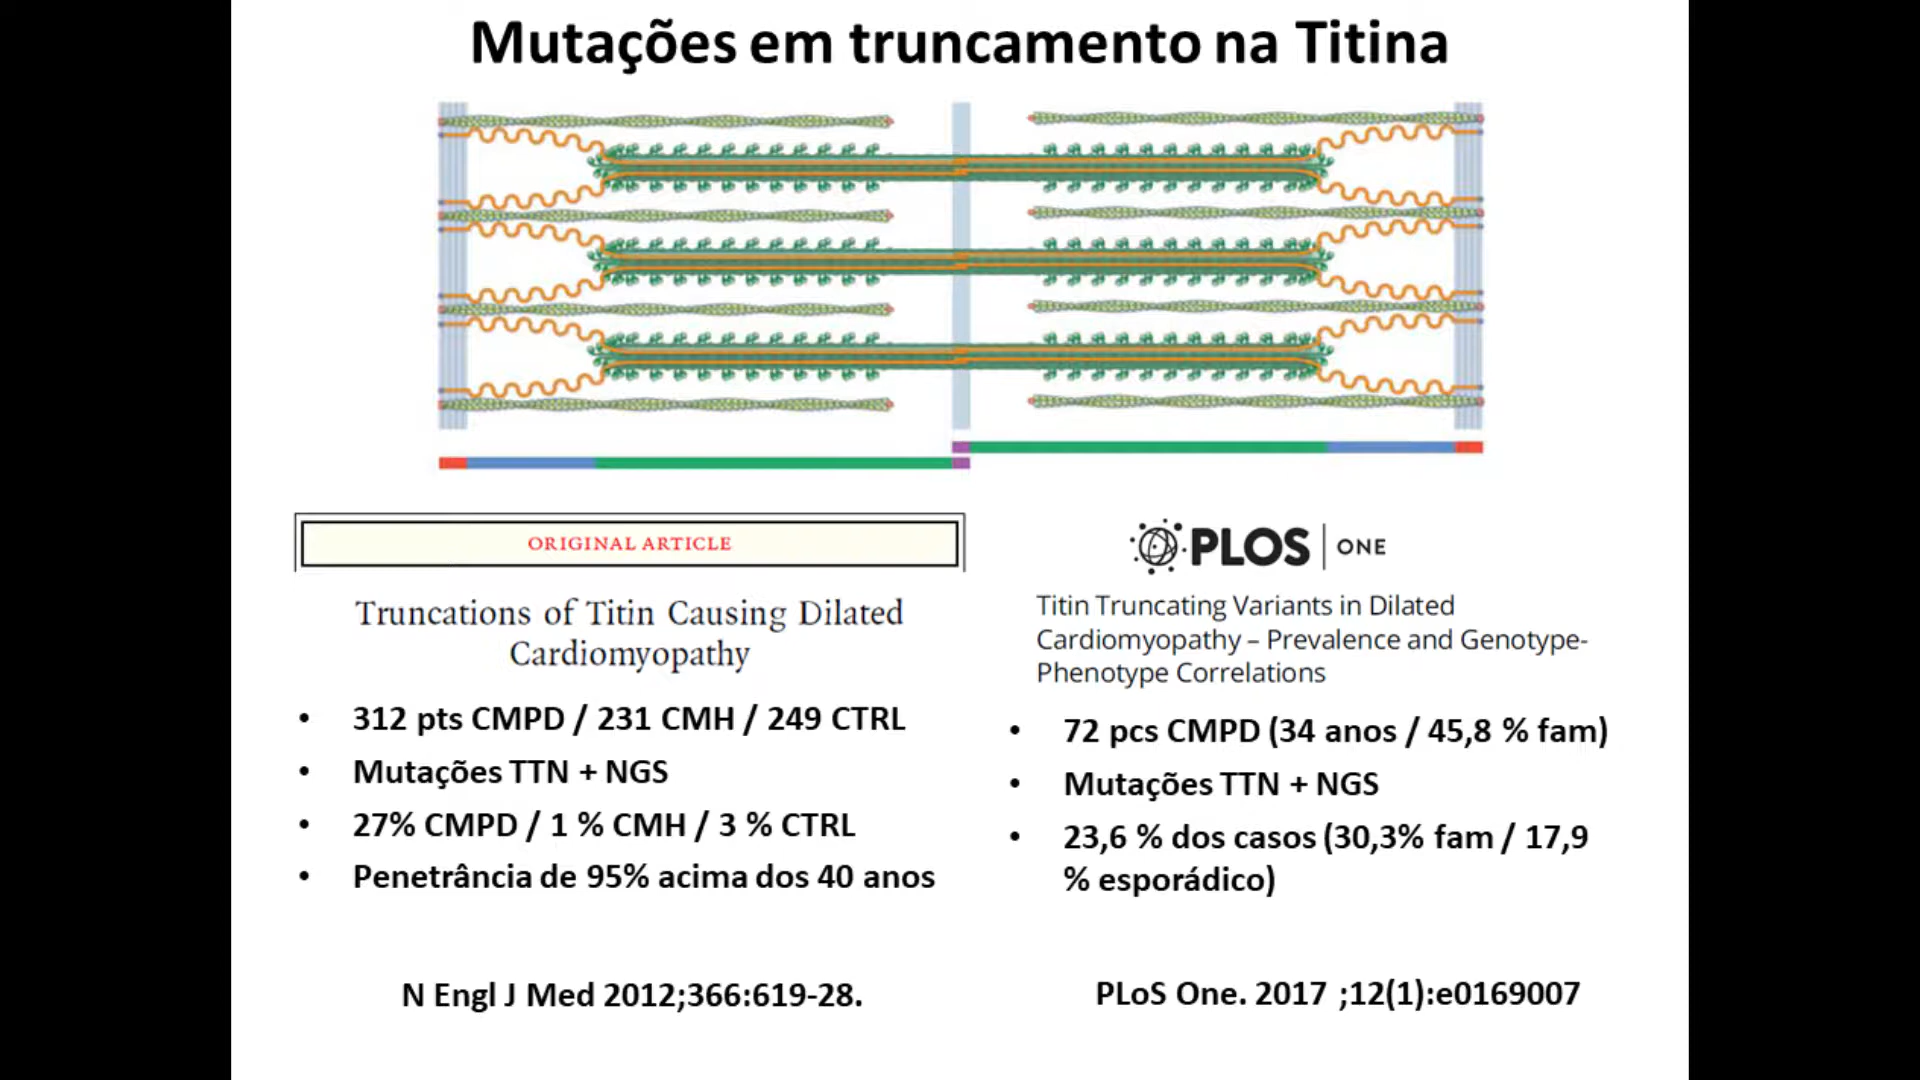 Mutações em truncamento na Titina
ORIGINAL ARTICLE
Truncations of Titin Causing Dilated
Cardiomyopathy
• 312 pts CMPD / 231 CMH / 249 CTRL
• Mutações TTN + NGS
• 27% CMPD / 1 % CMH / 3 % CTRL
• Penetrância de 95% acima dos 40 anos
N Engl J Med 2012;366:619-28.
PLOS | ONE
Titin Truncating Variants in Dilated
Cardiomyopathy – Prevalence and Genotype-
Phenotype Correlations
• 72 pcs CMPD (34 anos / 45,8 % fam)
• Mutações TTN + NGS
• 23,6 % dos casos (30,3% fam / 17,9
% esporádico)
PLoS One. 2017 ;12(1):e0169007